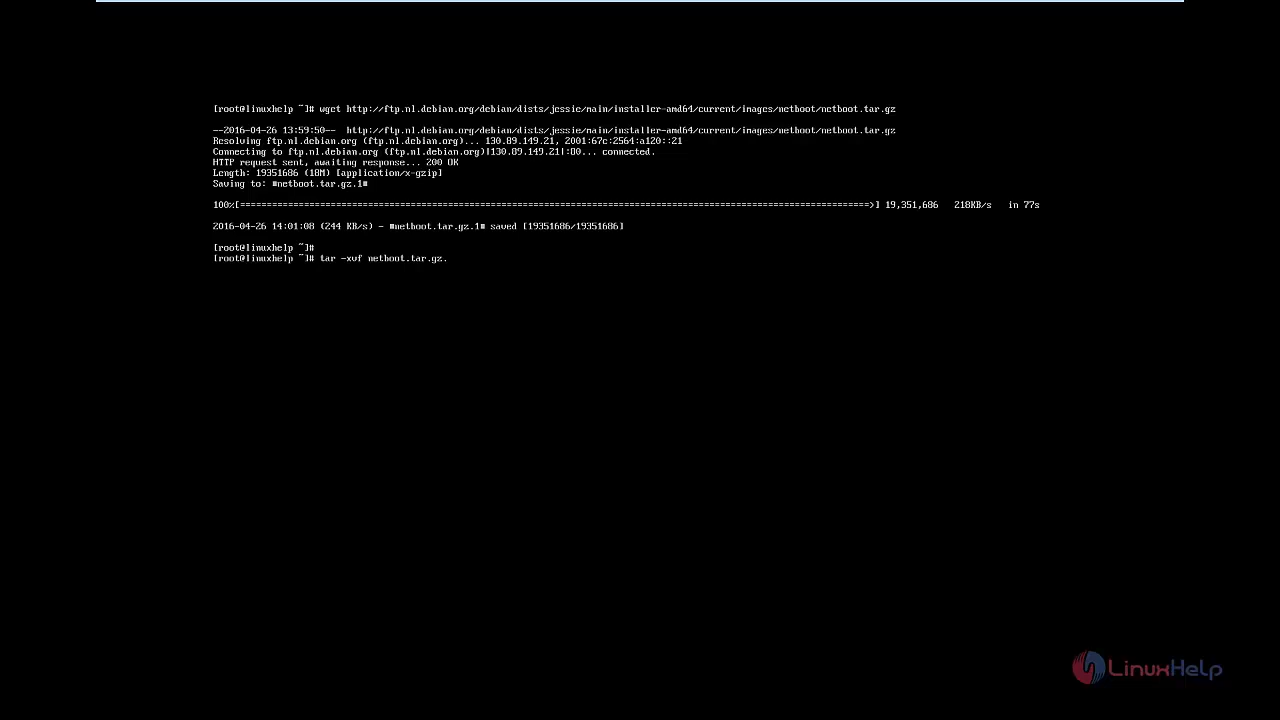 [root@linuxhelp ~]# wget http://ftp.nl.debian.org/debian/dists/jessie/main/installer-amd64/current/images/netboot/netboot.tar.gz
--2016-04-26 13:59:50--  http://ftp.nl.debian.org/debian/dists/jessie/main/installer-amd64/current/images/netboot/netboot.tar.gz
Resolving ftp.nl.debian.org (ftp.nl.debian.org)... 130.89.149.21, 2001:67c:2564:a120::21
Connecting to ftp.nl.debian.org (ftp.nl.debian.org)|130.89.149.21|:80... connected.
HTTP request sent, awaiting response... 200 OK
Length: 19351686 (18M) [application/x-gzip]
Saving to: ■netboot.tar.gz.1■
100%[======================================================================================================================>] 19,351,686   218KB/s   in 77s
2016-04-26 14:01:08 (244 KB/s) - ■netboot.tar.gz.1■ saved [19351686/19351686]
[root@linuxhelp ~]#
[root@linuxhelp ~]# tar -xvf netboot.tar.gz.
LinuxHelp